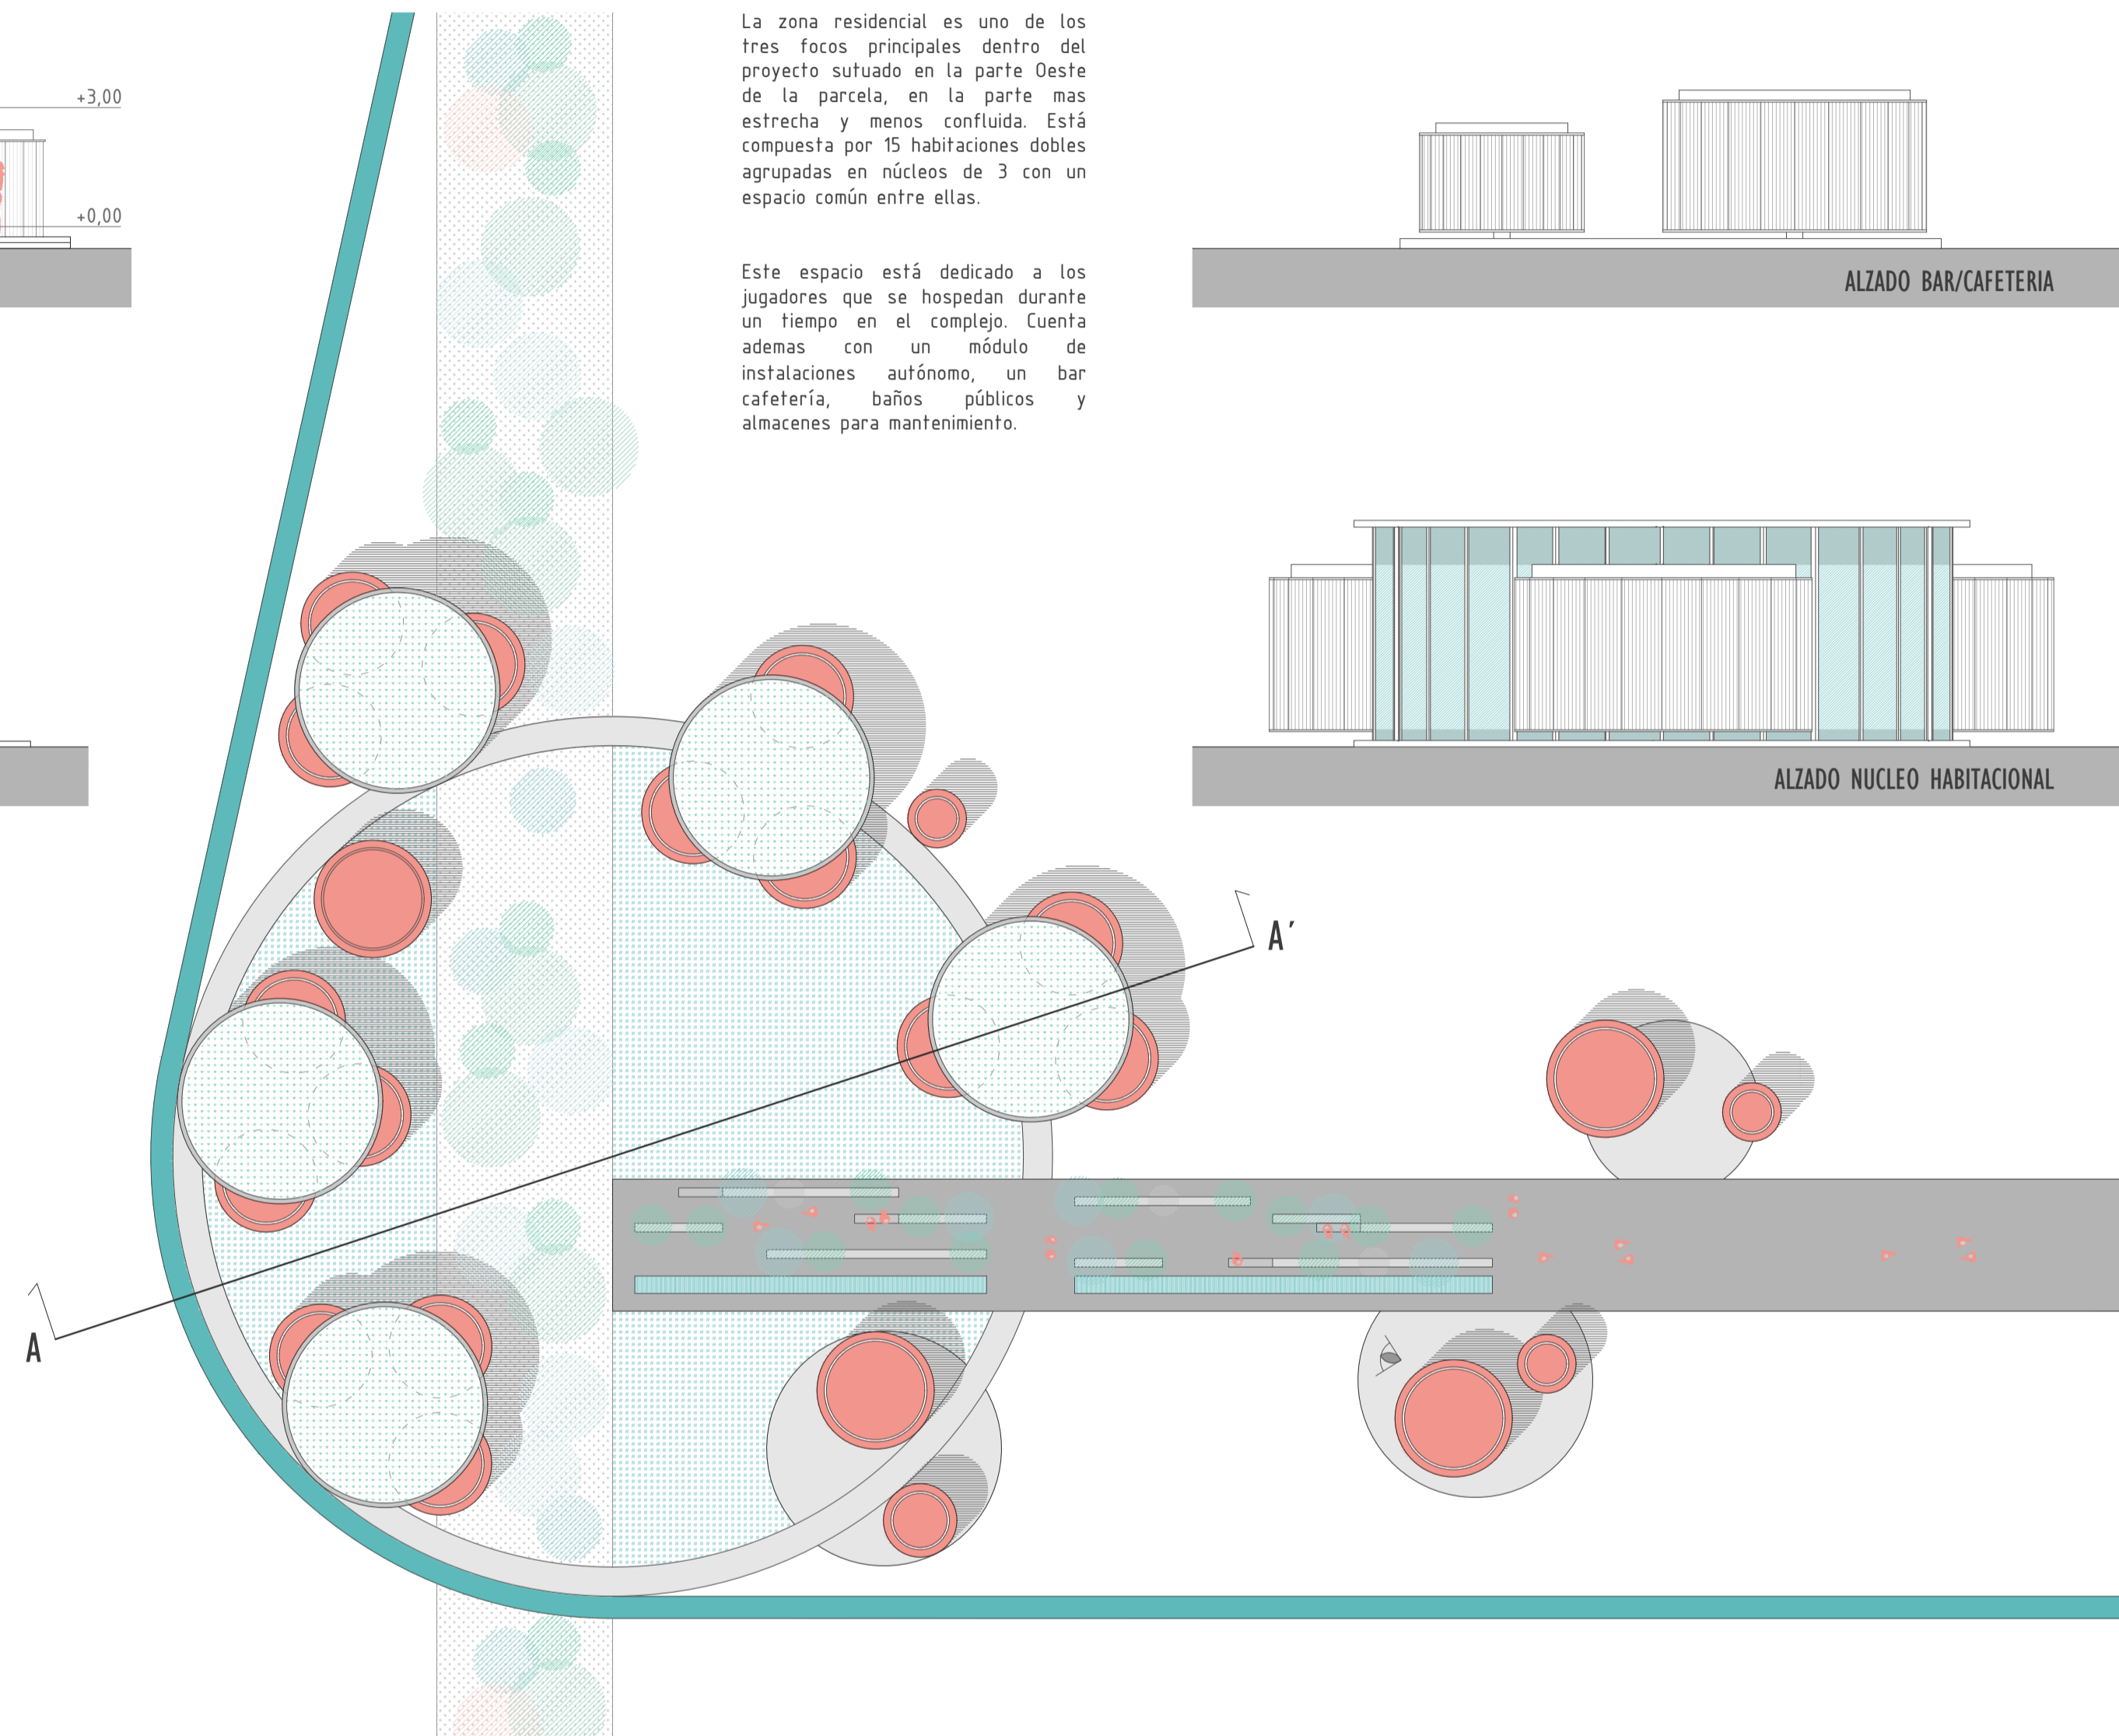 +3,00
+0,00
La zona residencial es uno de los
tres focos principales dentro del
proyecto sutuado en la parte Oeste
de la parcela, en la parte mas
estrecha y menos confluida. Está
compuesta por 15 habitaciones dobles
agrupadas en núcleos de 3 con un
espacio común entre ellas.
Este espacio está dedicado a los
jugadores que se hospedan durante
un tiempo en el complejo. Cuenta
ademas con un módulo de
instalaciones autónomo, un bar
cafetería, baños públicos y
almacenes para mantenimiento.
ALZADO BAR/CAFETERIA
ALZADO NUCLEO HABITACIONAL
A´
A